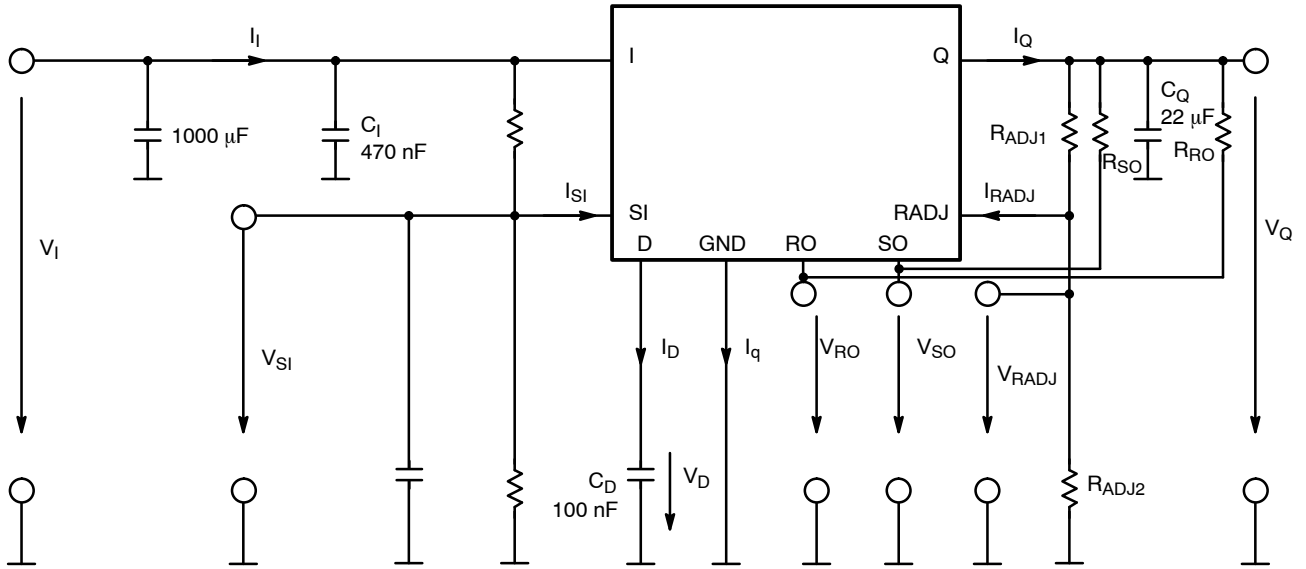 I_I
I_Q
I
Q
1000 μF
C_I
470 nF
R_ADJ1
R_SO
C_Q
22 μF
R_RO
I_SI
I_RADJ
SI
RADJ
D
GND
RO
SO
V_I
V_Q
V_SI
I_D
I_q
V_RO
V_SO
V_RADJ
C_D
100 nF
V_D
R_ADJ2